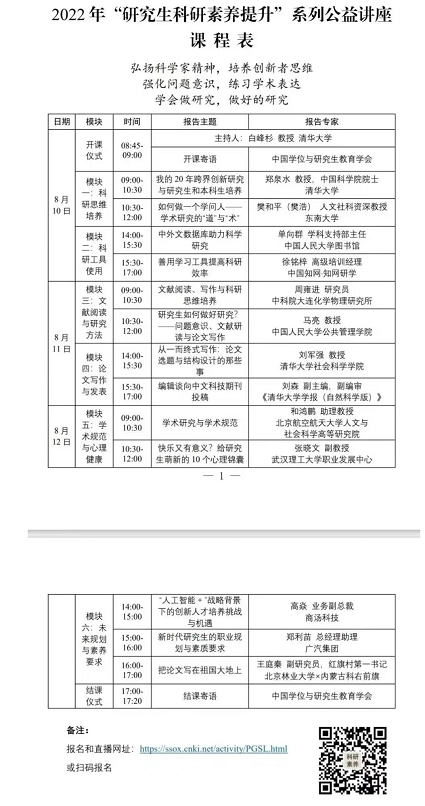 2022年“研究生科研素养提升”系列公益讲座
课 程 表
弘扬科学家精神，培养创新者思维
强化问题意识，练习学术表达
学会做研究，做好的研究
日期 模块 时间 报告主题 报告专家
8月10日
开课仪式
08:45-09:00
主持人：白峰杉 教授 清华大学
开课寄语 中国学位与研究生教育学会
模块一：科研思维培养
09:00-10:30
我的20年跨界创新研究与研究生和本科生培养
郑泉水 教授，中国科学院院士
清华大学
10:30-12:00
如何做一个学问人——学术研究的“道”与“术”
樊和平（樊浩） 人文社科资深教授
东南大学
模块二：科研工具使用
14:00-15:30
中外文数据库助力科学研究
单向群 学科支持部主任
中国人民大学图书馆
15:30-17:00
善用学习工具提高科研效率
徐铭梓 高级培训经理
中国知网·知网研学
8月11日
模块三：文献阅读与研究方法
09:00-10:30
文献阅读、写作与科研思维培养
周雍进 研究员
中科院大连化学物理研究所
10:30-12:00
研究生如何做好研究？——问题意识、文献研读与论文写作
马亮 教授
中国人民大学公共管理学院
模块四：论文写作与发表
14:00-15:30
从一而终式写作：论文选题与结构设计的那些事
刘军强 教授
清华大学社会科学学院
15:30-17:00
编辑谈向中文科技期刊投稿
刘森 副主编，副编审
《清华大学学报（自然科学版）》
8月12日
模块五：学术规范与心理健康
09:00-10:30
学术研究与学术规范
和鸿鹏 助理教授
北京航空航天大学人文与社会科学高等研究院
10:30-12:00
快乐又有意义？给研究生萌新的10个心理锦囊
张晓文 副教授
武汉理工大学职业发展中心
— 1 —
模块六：未来规划与素养要求
14:00-15:00
“人工智能+”战略背景下的创新人才培养挑战与机遇
高焱 业务副总裁
商汤科技
15:00-16:00
新时代研究生的职业规划与素质要求
郑利苗 总经理助理
广汽集团
16:00-17:00
把论文写在祖国大地上
王庭秦 副研究员，红旗村第一书记
北京林业大学×内蒙古科右前旗
结课仪式
17:00-17:20
结课寄语
中国学位与研究生教育学会
备注：
报名和直播网址：https://ssox.cnki.net/activity/PGSL.html
或扫码报名
科研素养